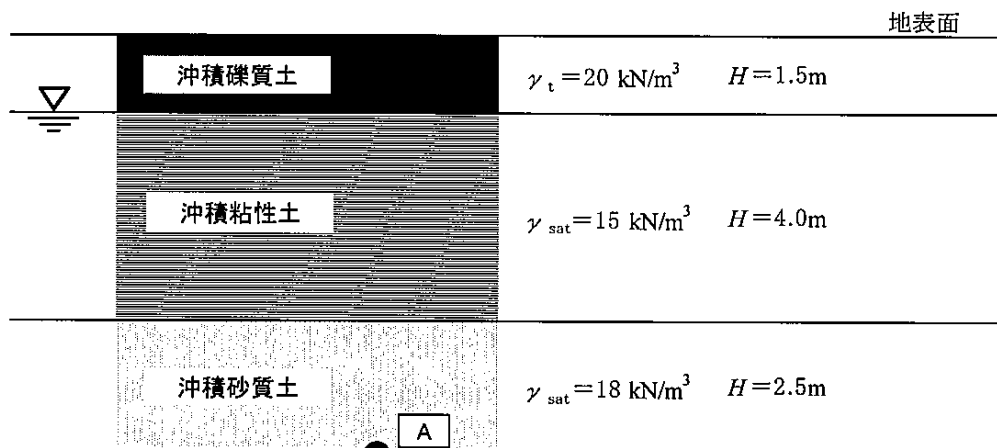 地表面
沖積礫質土 γt＝20 kN/m³ H＝1.5m
沖積粘性土 γsat＝15 kN/m³ H＝4.0m
沖積砂質土 γsat＝18 kN/m³ H＝2.5m
A